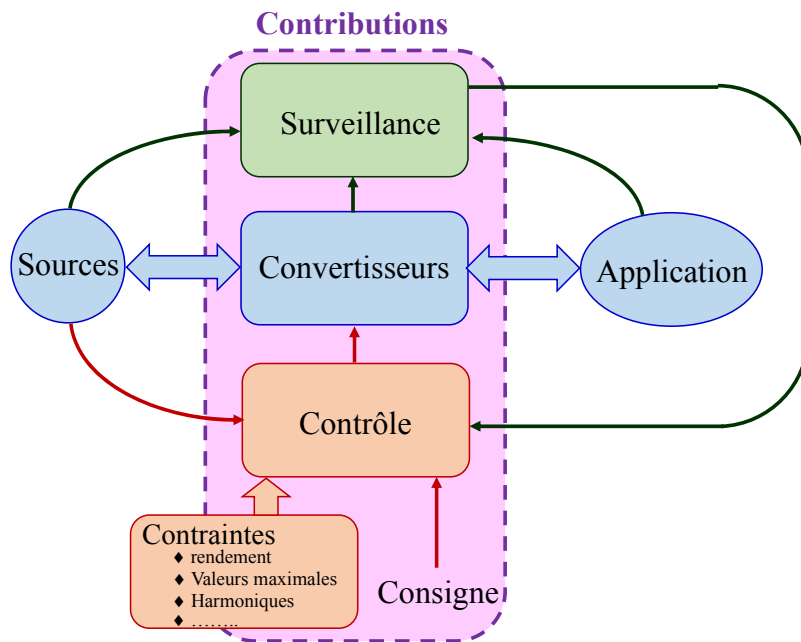 Contributions
Surveillance
Sources
Convertisseurs
Application
Contrôle
Contraintes
♦ rendement
♦ Valeurs maximales
♦ Harmoniques
♦ ……..
Consigne